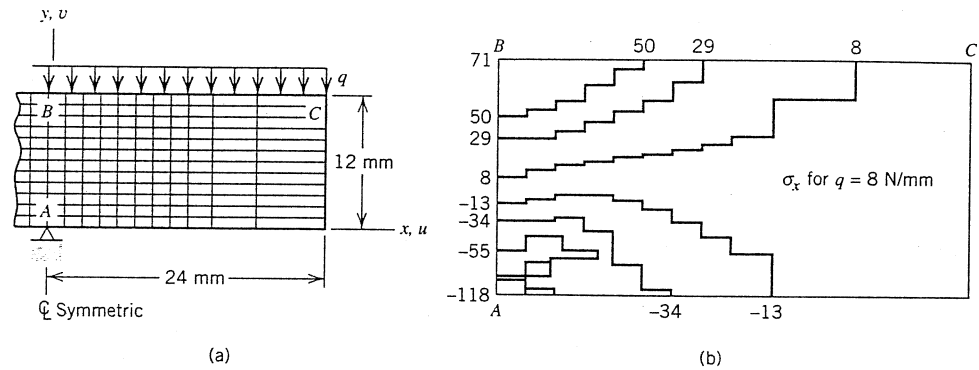 y, υ
q
B
C
12 mm
A
x, u
24 mm
℄ Symmetric
(a)
B
50
29
8
C
71
50
29
8
σx for q = 8 N/mm
-13
-34
-55
-118
A
-34
-13
(b)